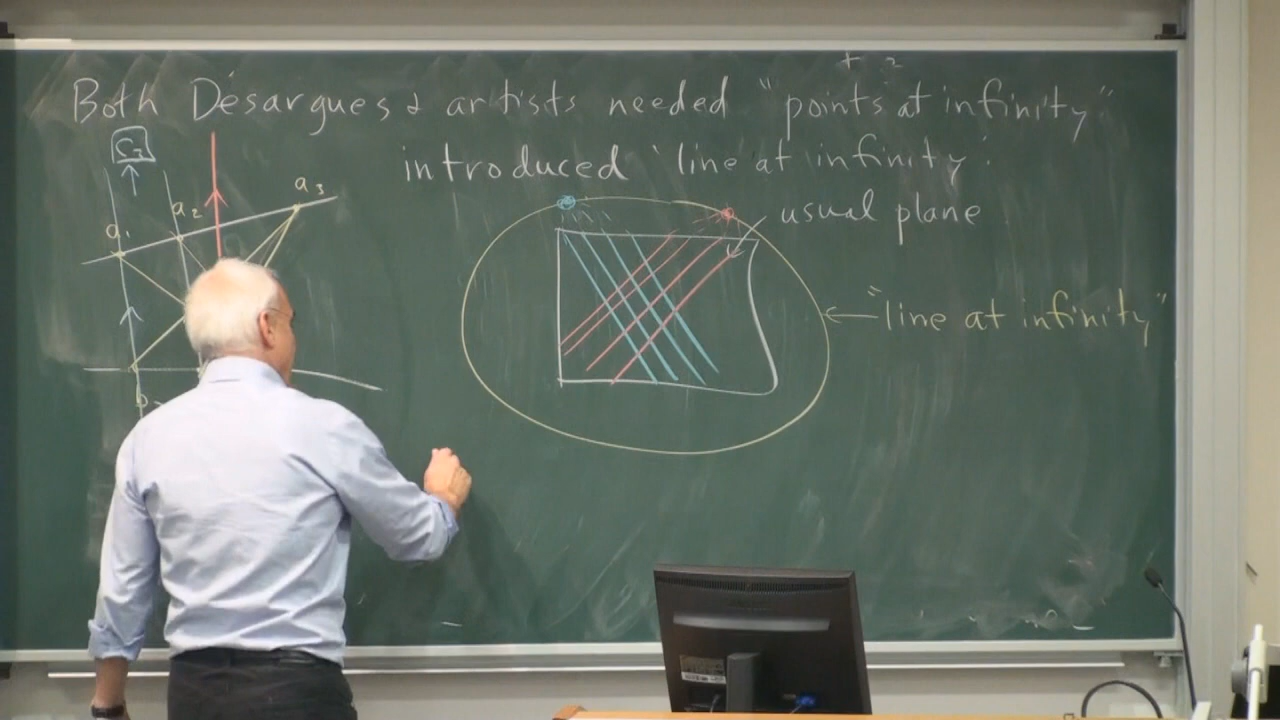 Both Desargues & artists needed "points at infinity"
introduced 'line at infinity'
usual plane
"line at infinity"
a₁
a₂
a₃